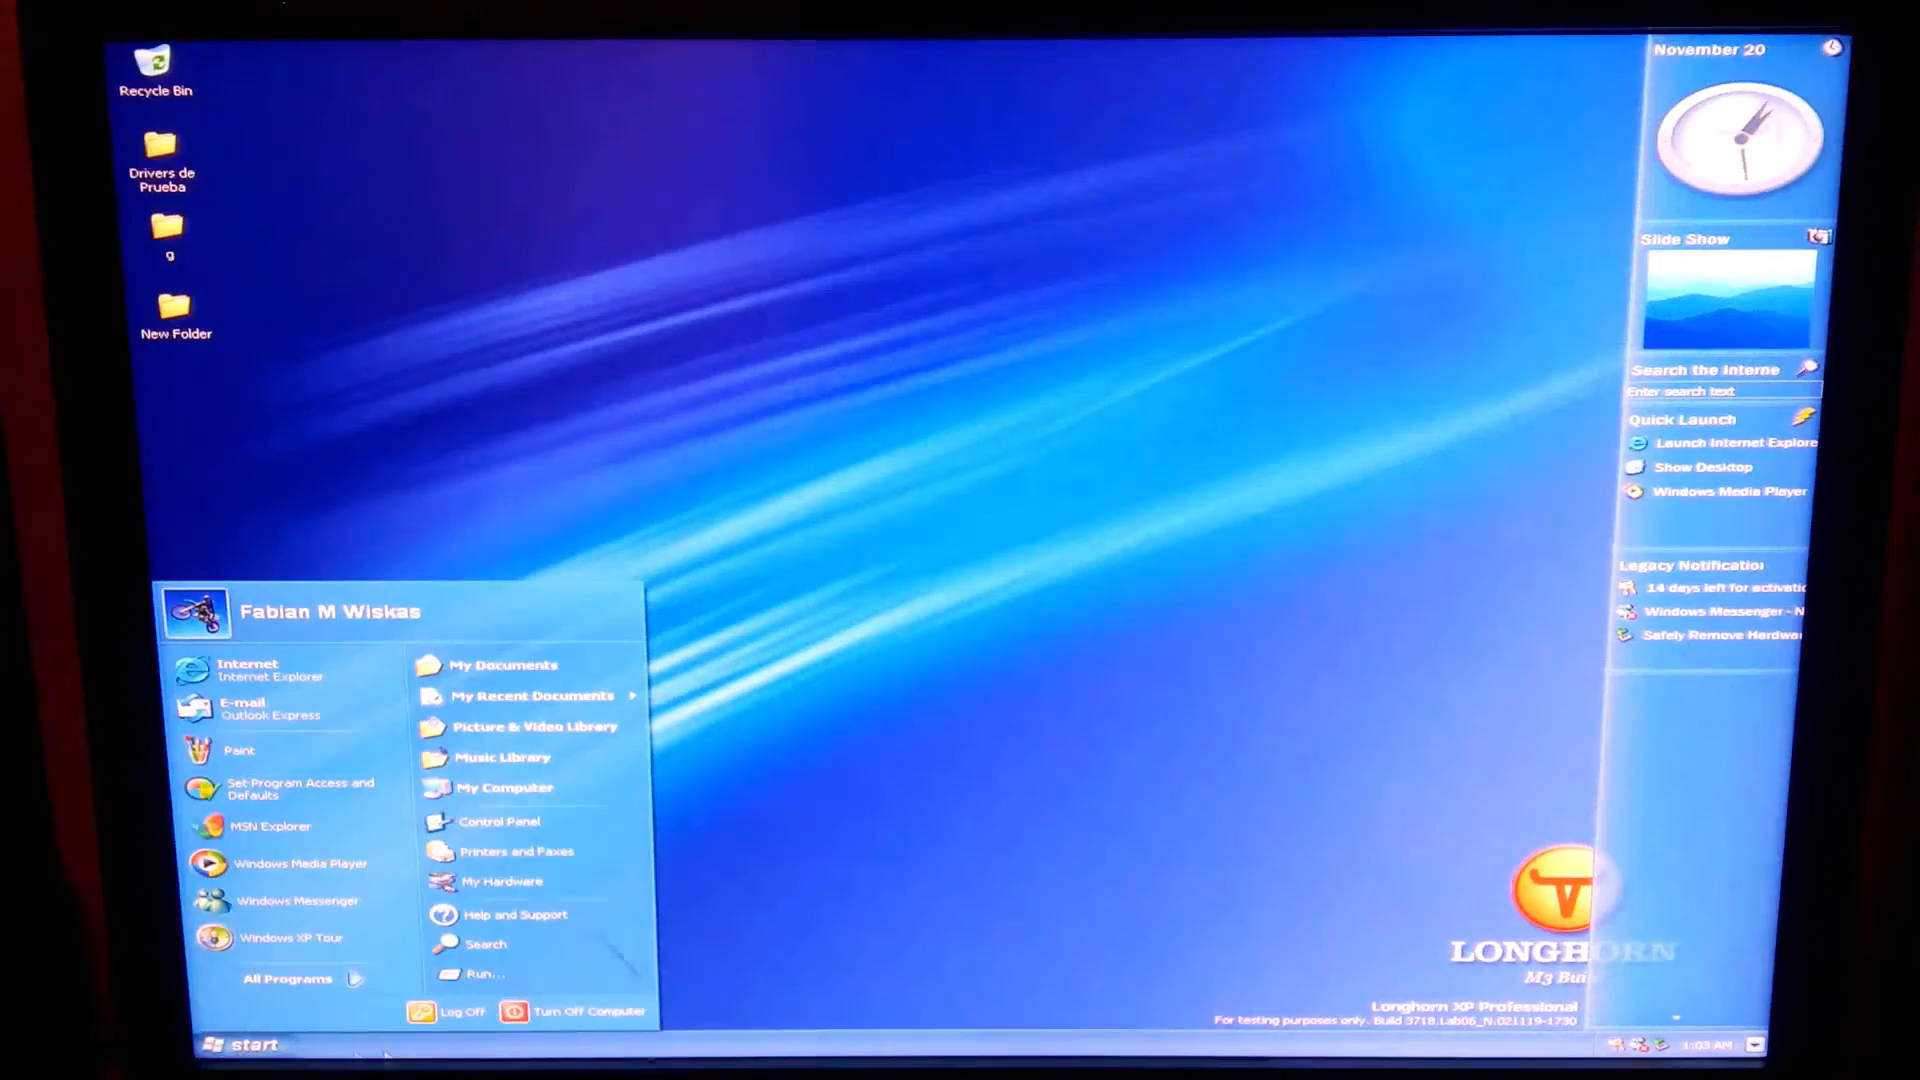 Recycle Bin
Drivers de
Prueba
g
New Folder
November 20
Slide Show
Search the Interne
Enter search text
Quick Launch
Launch Internet Explore
Show Desktop
Windows Media Player
Legacy Notification
14 days left for activatio
Windows Messenger - N
Safely Remove Hardwa
Fabian M Wiskas
Internet
Internet Explorer
E-mail
Outlook Express
Paint
Set Program Access and
Defaults
MSN Explorer
Windows Media Player
Windows Messenger
Windows XP Tour
All Programs
My Documents
My Recent Documents
Picture & Video Library
Music Library
My Computer
Control Panel
Printers and Faxes
My Hardware
Help and Support
Search
Run...
Log Off
Turn Off Computer
LONGHORN
M3 Bui
Longhorn XP Professional
For testing purposes only. Build 3718.Lab06_N.021119-1730
start
1:03 AM